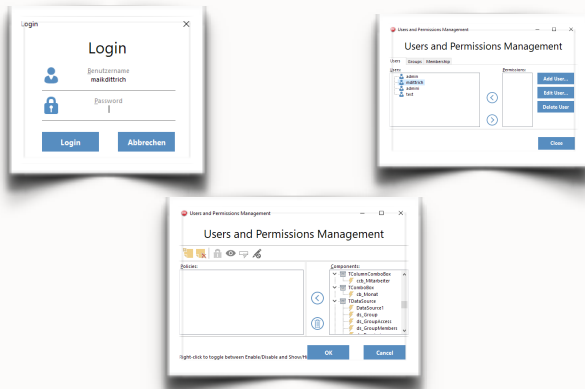 Login
Login
Benutzername
maikdittrich
Password
Login Abbrechen
Users and Permissions Management
Users and Permissions Management
Users Groups Membership
Users: Permissions:
admin
maikdittrich
admin
test
Add User...
Edit User...
Delete User
Close
Users and Permissions Management
Users and Permissions Management
Policies: Components:
TColumnComboBox
scb_Mitarbeiter
TComboBox
cb_Monat
TDataSource
DataSource1
ds_Group
ds_GroupAccess
ds_GroupMembers
Right-click to toggle between Enable/Disable and Show/Hi
OK Cancel